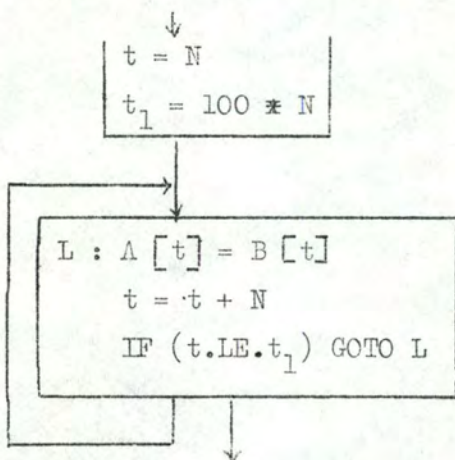 t = N
t₁ = 100 * N
L : A [t] = B [t]
t = t + N
IF (t.LE.t₁) GOTO L